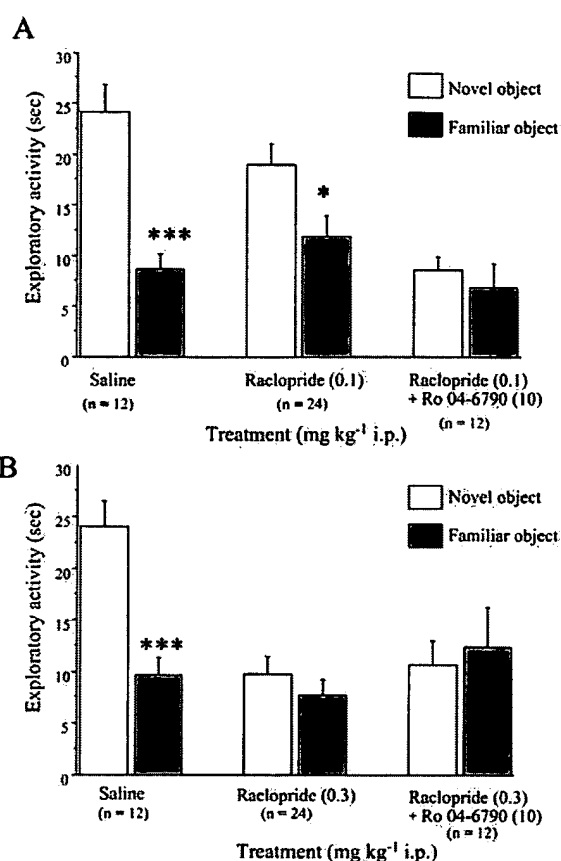 A
30
25
20
15
10
5
0
Exploratory activity (sec)
Novel object
Familiar object
***
*
Saline
(n = 12)
Raclopride (0.1)
(n = 24)
Raclopride (0.1)
+ Ro 04-6790 (10)
(n = 12)
Treatment (mg kg⁻¹ i.p.)
B
30
25
20
15
10
5
0
Exploratory activity (sec)
Novel object
Familiar object
***
Saline
(n = 12)
Raclopride (0.3)
(n = 24)
Raclopride (0.3)
+ Ro 04-6790 (10)
(n = 12)
Treatment (mg kg⁻¹ i.p.)